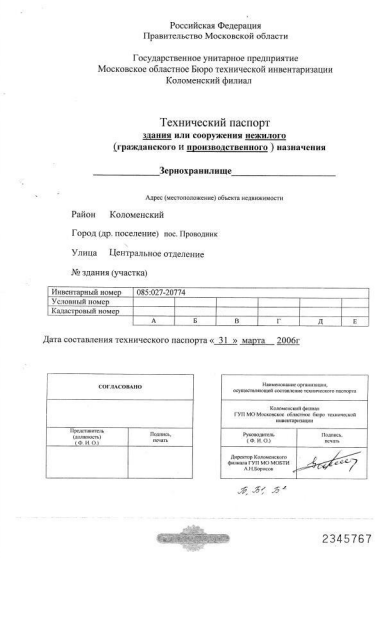 Российская Федерация
Правительство Московской области
Государственное унитарное предприятие
Московское областное Бюро технической инвентаризации
Коломенский филиал
Технический паспорт
здания или сооружения нежилого
(гражданского и производственного ) назначения
Зернохранилище
Адрес (местоположение) объекта недвижимости
Район Коломенский
Город (др. поселение) пос. Проводник
Улица Центральное отделение
№ здания (участка)
Инвентарный номер 085:027-20774
Условный номер
Кадастровый номер
А Б В Г Д Е
Дата составления технического паспорта « 31 » марта 2006г
СОГЛАСОВАНО
Представитель
(должность)
( Ф. И. О.)
Подпись,
печать
Наименование организации,
осуществляющей составление технического паспорта
Коломенский филиал
ГУП МО Московское областное бюро технической
инвентаризации
Руководитель
( Ф. И. О.)
Подпись,
печать
Директор Коломенского
филиала ГУП МО МОБТИ
А.Н.Борисов
Б, Б1, Б²
2345767